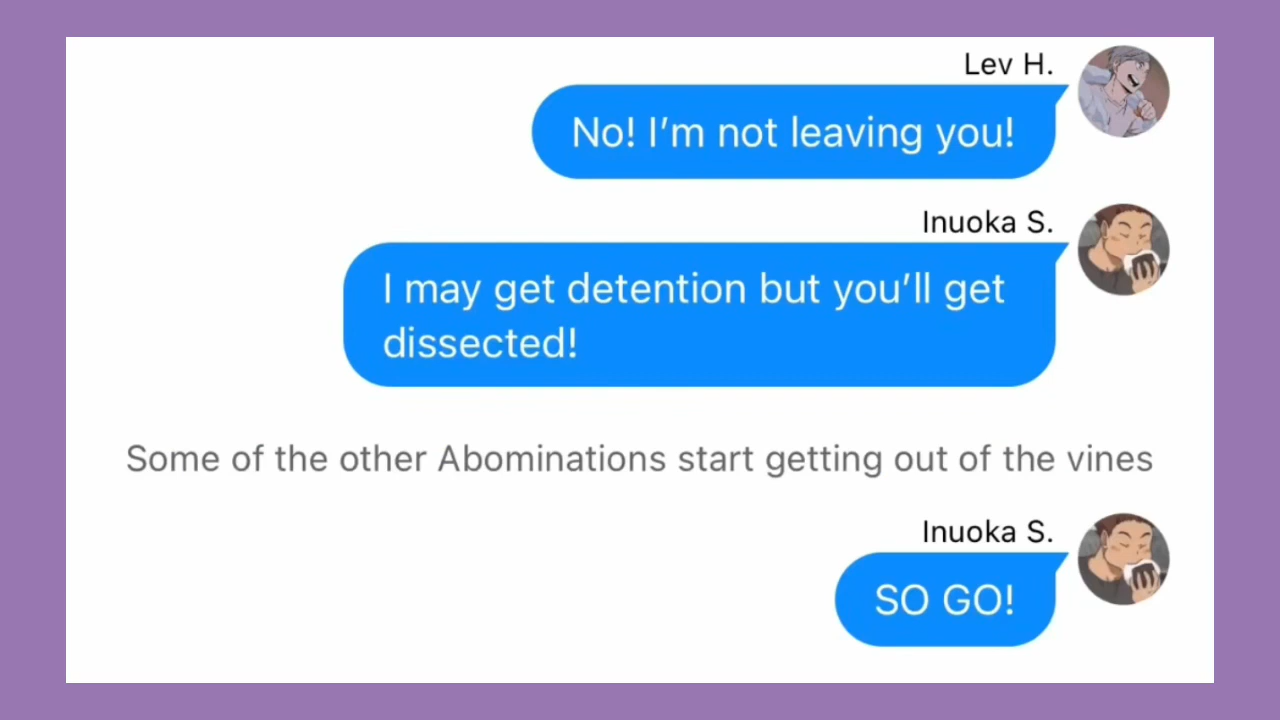 Lev H.
No! I’m not leaving you!
Inuoka S.
I may get detention but you’ll get
dissected!
Some of the other Abominations start getting out of the vines
Inuoka S.
SO GO!